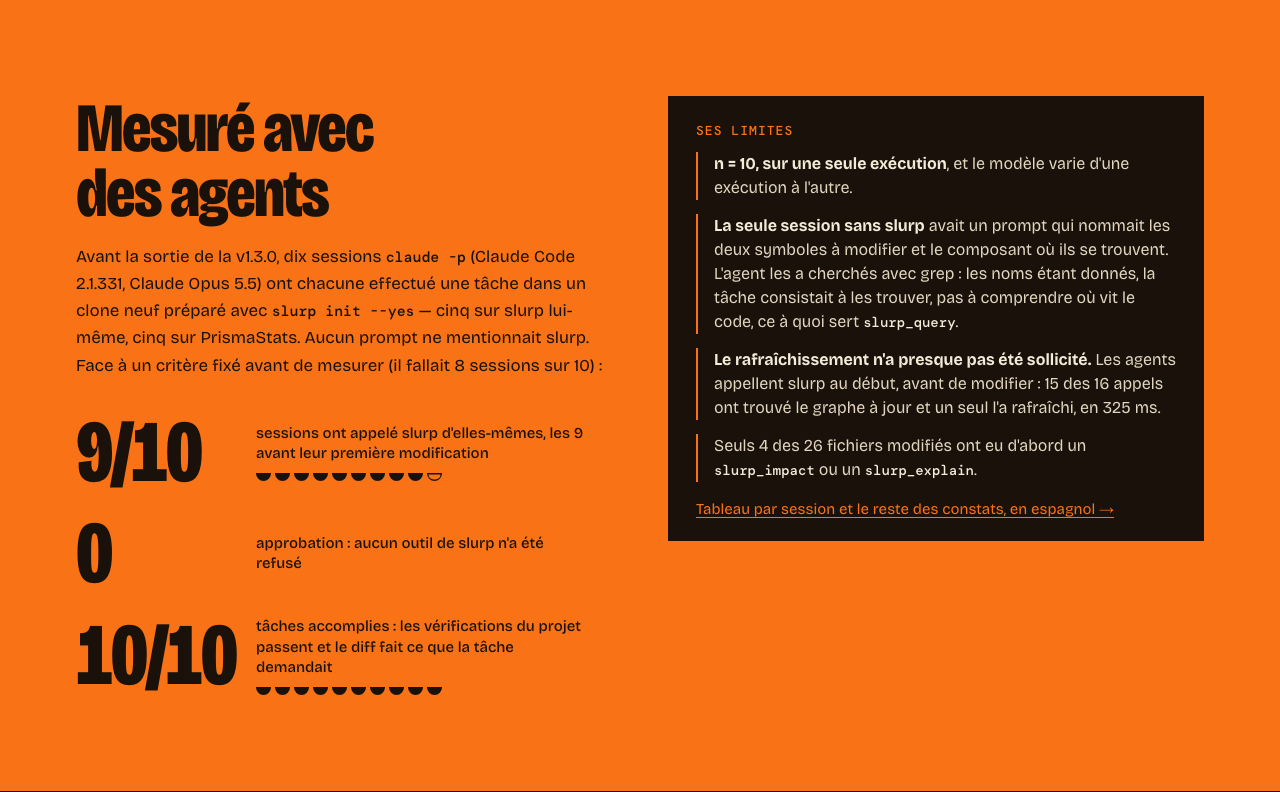 Mesuré avec
des agents
Avant la sortie de la v1.3.0, dix sessions claude -p (Claude Code
2.1.331, Claude Opus 5.5) ont chacune effectué une tâche dans un
clone neuf préparé avec slurp init --yes — cinq sur slurp lui-
même, cinq sur PrismaStats. Aucun prompt ne mentionnait slurp.
Face à un critère fixé avant de mesurer (il fallait 8 sessions sur 10) :
9/10
sessions ont appelé slurp d'elles-mêmes, les 9
avant leur première modification
0
approbation : aucun outil de slurp n'a été
refusé
10/10
tâches accomplies : les vérifications du projet
passent et le diff fait ce que la tâche
demandait
SES LIMITES
n = 10, sur une seule exécution, et le modèle varie d'une
exécution à l'autre.
La seule session sans slurp avait un prompt qui nommait les
deux symboles à modifier et le composant où ils se trouvent.
L'agent les a cherchés avec grep : les noms étant donnés, la
tâche consistait à les trouver, pas à comprendre où vit le
code, ce à quoi sert slurp_query.
Le rafraîchissement n'a presque pas été sollicité. Les agents
appellent slurp au début, avant de modifier : 15 des 16 appels
ont trouvé le graphe à jour et un seul l'a rafraîchi, en 325 ms.
Seuls 4 des 26 fichiers modifiés ont eu d'abord un
slurp_impact ou un slurp_explain.
Tableau par session et le reste des constats, en espagnol →